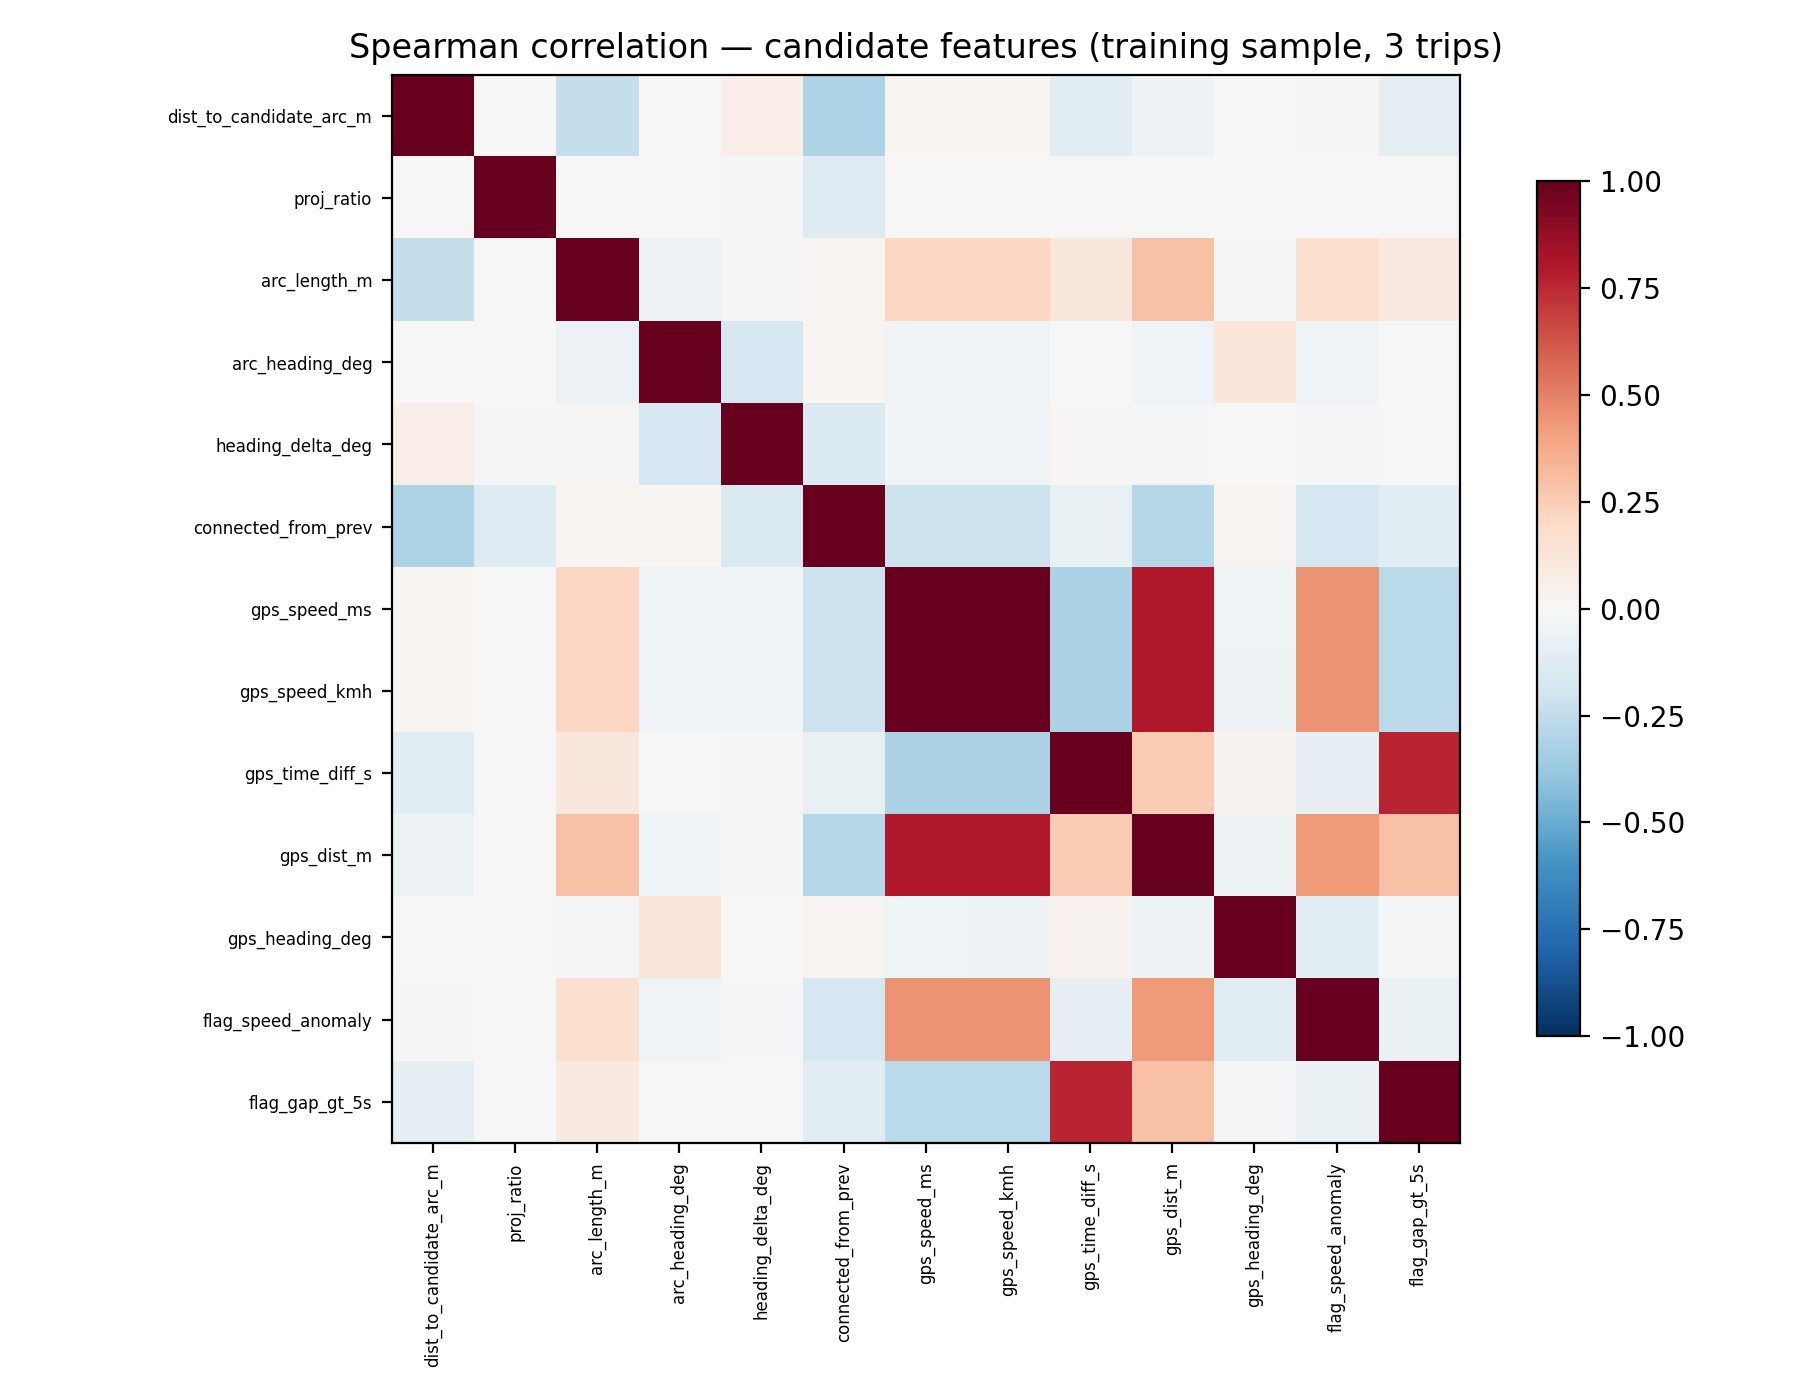 Spearman correlation — candidate features (training sample, 3 trips)
dist_to_candidate_arc_m
proj_ratio
arc_length_m
arc_heading_deg
heading_delta_deg
connected_from_prev
gps_speed_ms
gps_speed_kmh
gps_time_diff_s
gps_dist_m
gps_heading_deg
flag_speed_anomaly
flag_gap_gt_5s
dist_to_candidate_arc_m
proj_ratio
arc_length_m
arc_heading_deg
heading_delta_deg
connected_from_prev
gps_speed_ms
gps_speed_kmh
gps_time_diff_s
gps_dist_m
gps_heading_deg
flag_speed_anomaly
flag_gap_gt_5s
1.00
0.75
0.50
0.25
0.00
−0.25
−0.50
−0.75
−1.00